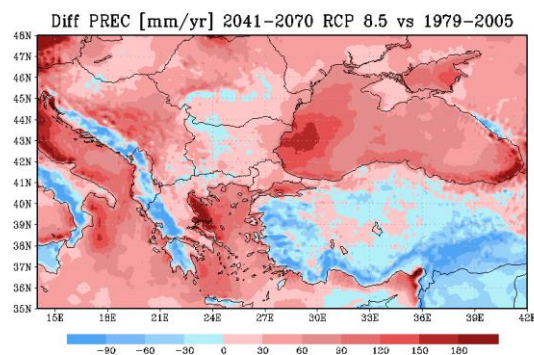 Diff PREC [mm/yr] 2041-2070 RCP 8.5 vs 1979-2005
48N
47N
46N
45N
44N
43N
42N
41N
40N
39N
38N
37N
36N
35N
15E 18E 21E 24E 27E 30E 33E 36E 39E 42E
-90 -60 -30 0 30 60 90 120 150 180